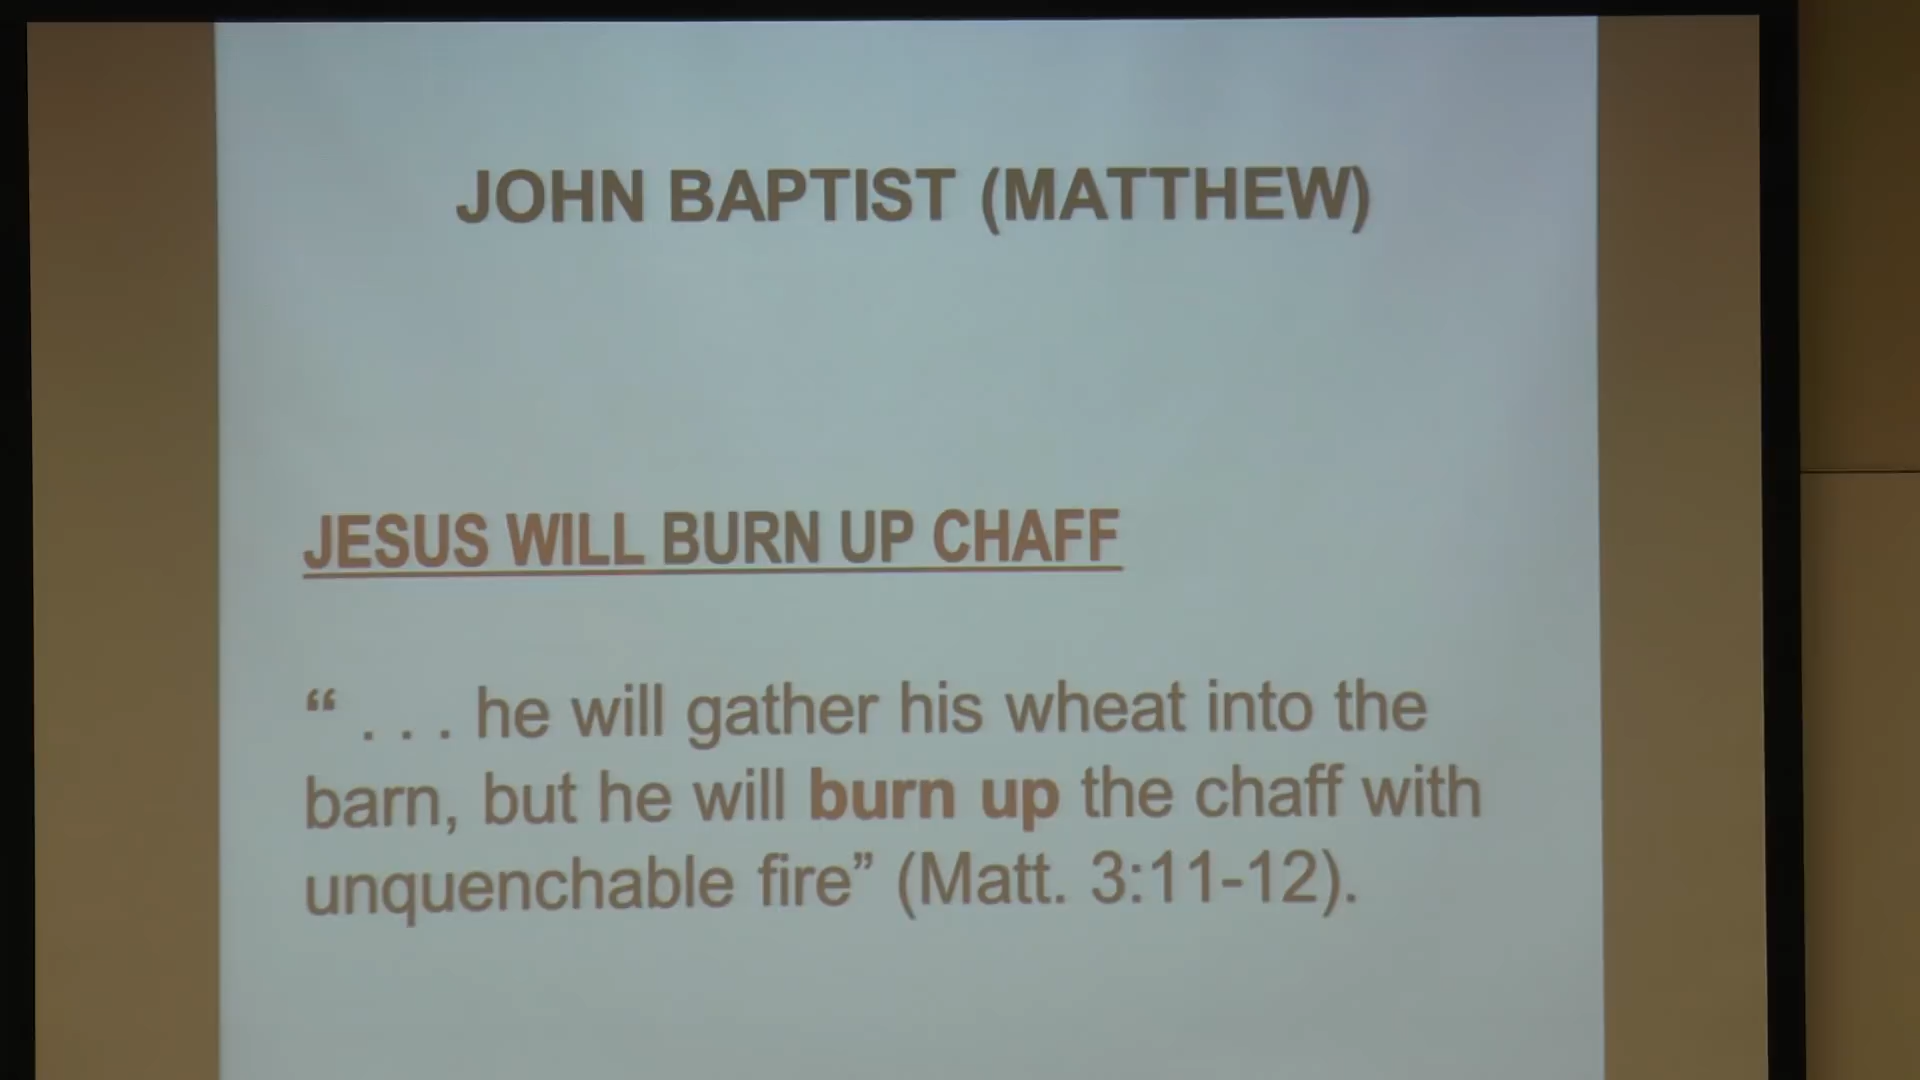 JOHN BAPTIST (MATTHEW)
JESUS WILL BURN UP CHAFF
“ . . . he will gather his wheat into the
barn, but he will burn up the chaff with
unquenchable fire” (Matt. 3:11-12).